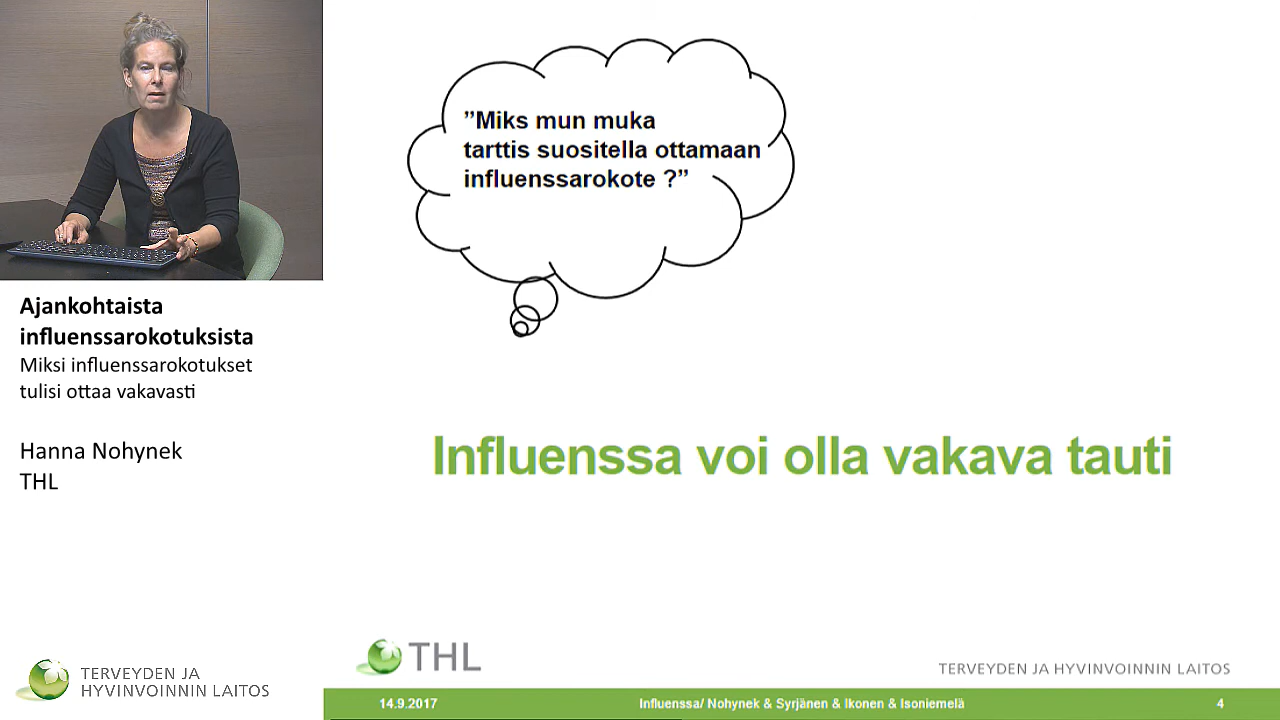 Ajankohtaista
influenssarokotuksista
Miksi influenssarokotukset
tulisi ottaa vakavasti
Hanna Nohynek
THL
TERVEYDEN JA
HYVINVOINNIN LAITOS
”Miks mun muka
tarttis suositella ottamaan
influenssarokote ?”
Influenssa voi olla vakava tauti
THL
TERVEYDEN JA HYVINVOINNIN LAITOS
14.9.2017
Influenssa/ Nohynek & Syrjänen & Ikonen & Isoniemelä
4